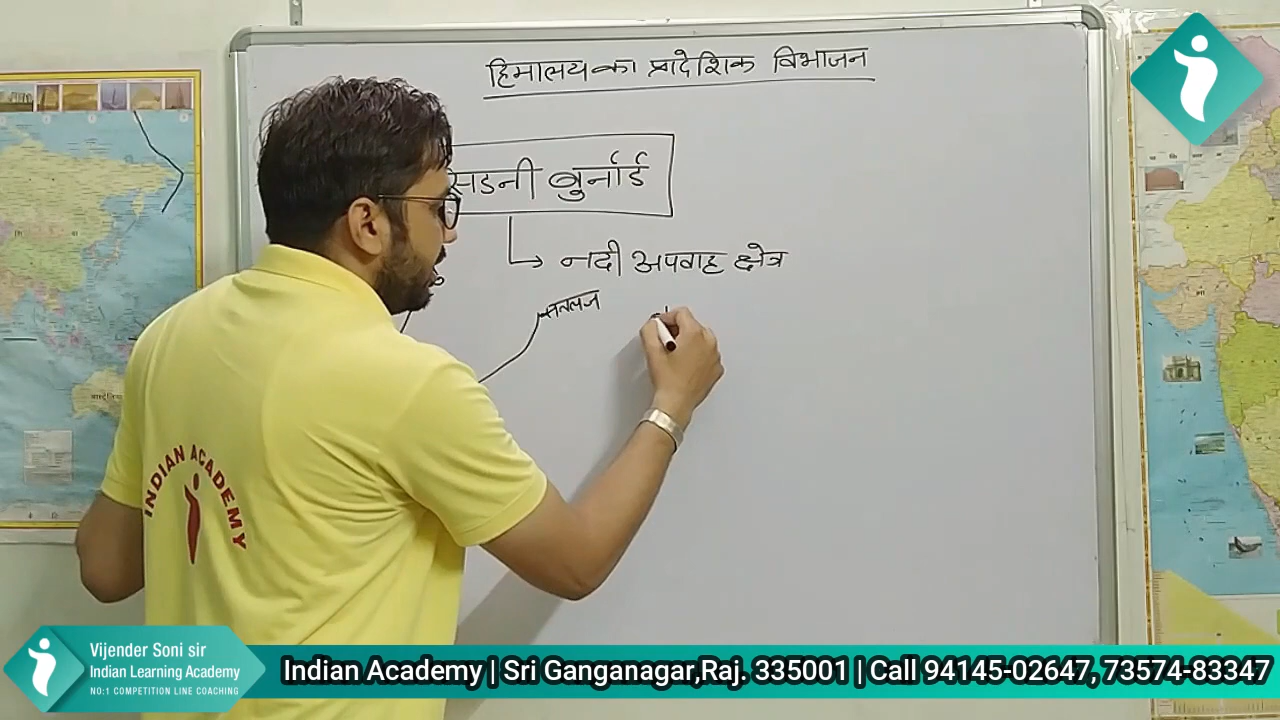 हिमालय का प्रादेशिक विभाजन
सडनी बुर्नार्ड
नदी अपवाह क्षेत्र
सतलज
INDIAN ACADEMY
Vijender Soni sir
Indian Learning Academy
NO:1 COMPETITION LINE COACHING
Indian Academy | Sri Ganganagar,Raj. 335001 | Call 94145-02647, 73574-83347